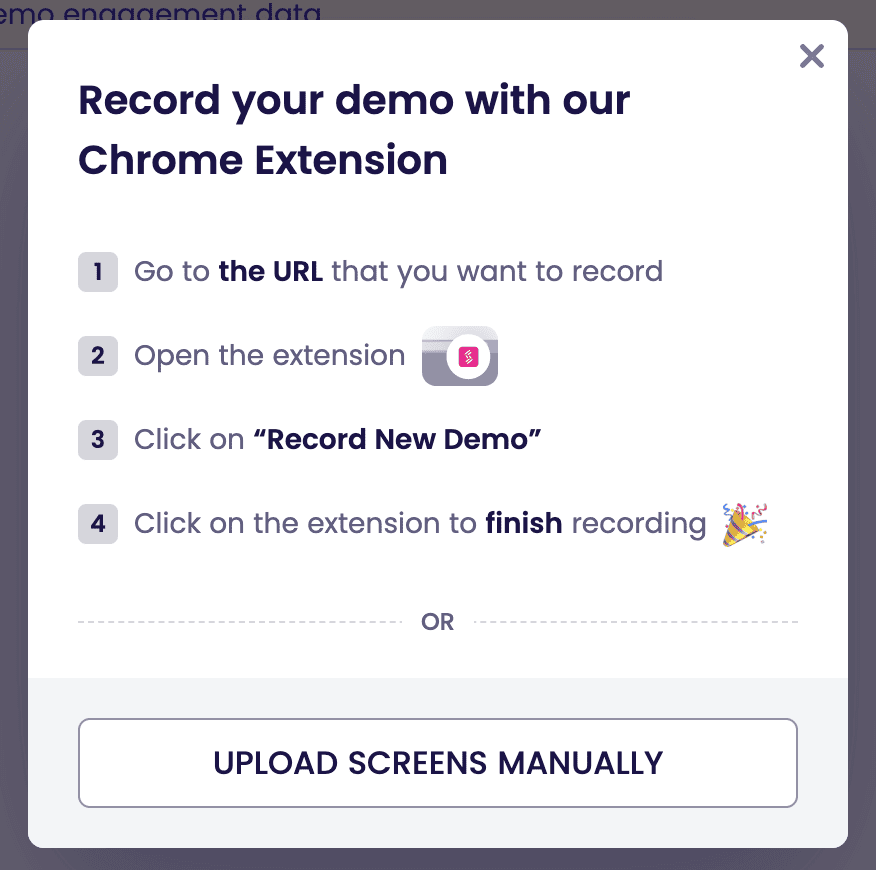 demo engagement data
Record your demo with our
Chrome Extension
1 Go to the URL that you want to record
2 Open the extension
3 Click on “Record New Demo”
4 Click on the extension to finish recording
OR
UPLOAD SCREENS MANUALLY